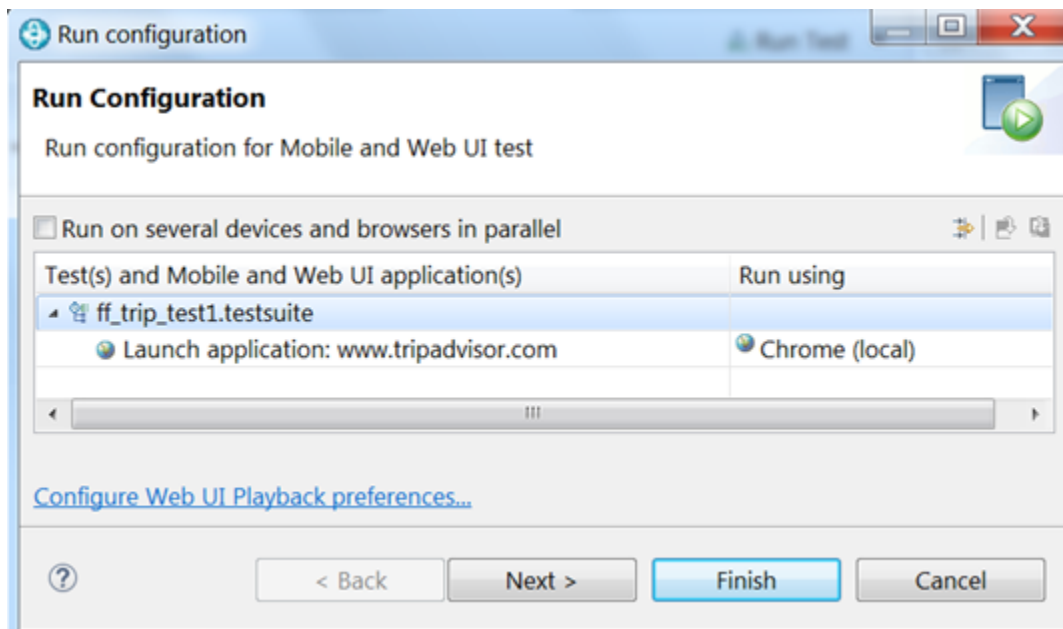 Run configuration
Run Test
Run Configuration
Run configuration for Mobile and Web UI test
Run on several devices and browsers in parallel
Test(s) and Mobile and Web UI application(s) Run using
ff_trip_test1.testsuite
Launch application: www.tripadvisor.com Chrome (local)
Configure Web UI Playback preferences...
? < Back Next > Finish Cancel